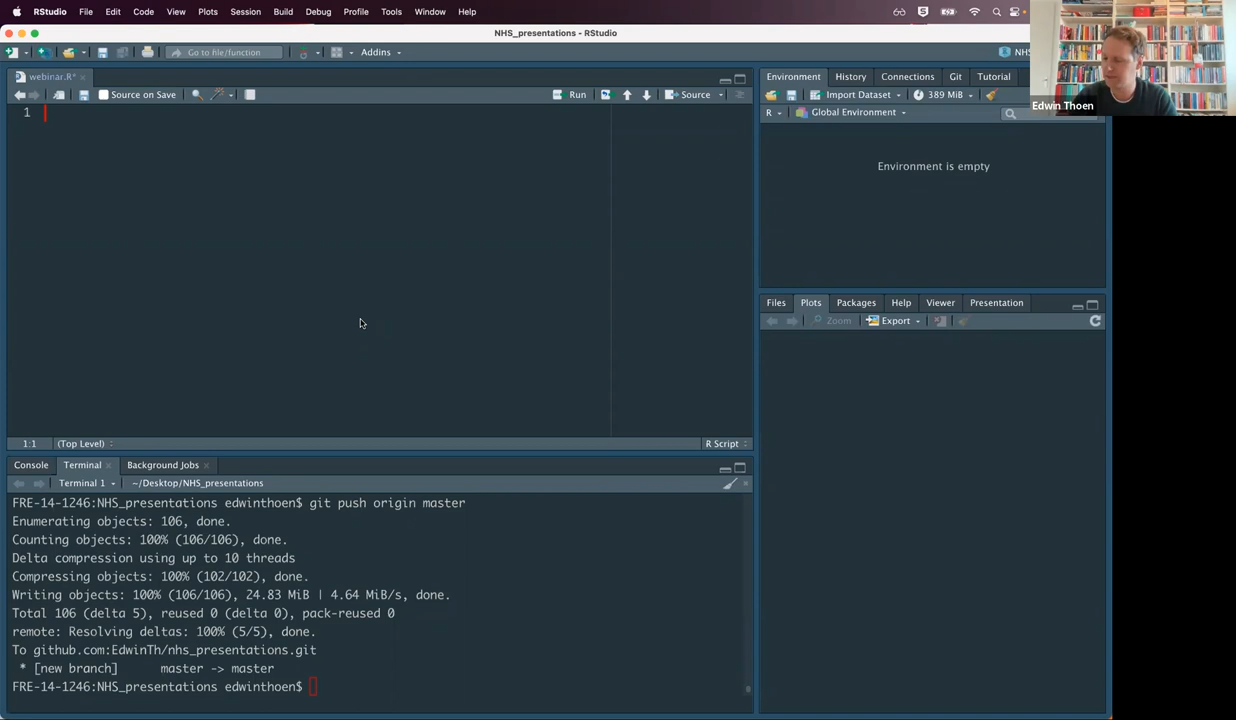 RStudio File Edit Code View Plots Session Build Debug Profile Tools Window Help
NHS_presentations - RStudio
Go to file/function Addins NHS
webinar.R*
Source on Save Run Source
1
1:1 (Top Level) R Script
Console Terminal Background Jobs
Terminal 1 ~/Desktop/NHS_presentations
FRE-14-1246:NHS_presentations edwinthoen$ git push origin master
Enumerating objects: 106, done.
Counting objects: 100% (106/106), done.
Delta compression using up to 10 threads
Compressing objects: 100% (102/102), done.
Writing objects: 100% (106/106), 24.83 MiB | 4.64 MiB/s, done.
Total 106 (delta 5), reused 0 (delta 0), pack-reused 0
remote: Resolving deltas: 100% (5/5), done.
To github.com:EdwinTh/nhs_presentations.git
* [new branch] master -> master
FRE-14-1246:NHS_presentations edwinthoen$
Environment History Connections Git Tutorial
Import Dataset 389 MiB
R Global Environment
Environment is empty
Files Plots Packages Help Viewer Presentation
Zoom Export
Edwin Thoen